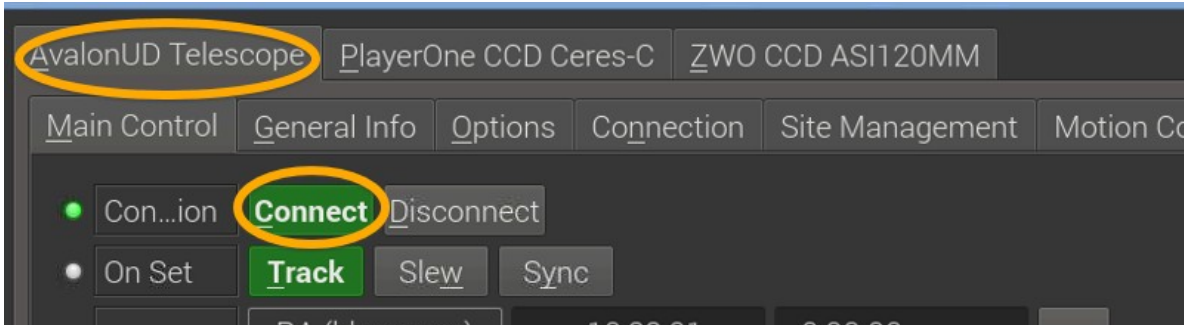 AvalonUD Telescope PlayerOne CCD Ceres-C ZWO CCD ASI120MM
Main Control General Info Options Connection Site Management Motion Co
Con...ion Connect Disconnect
On Set Track Slew Sync